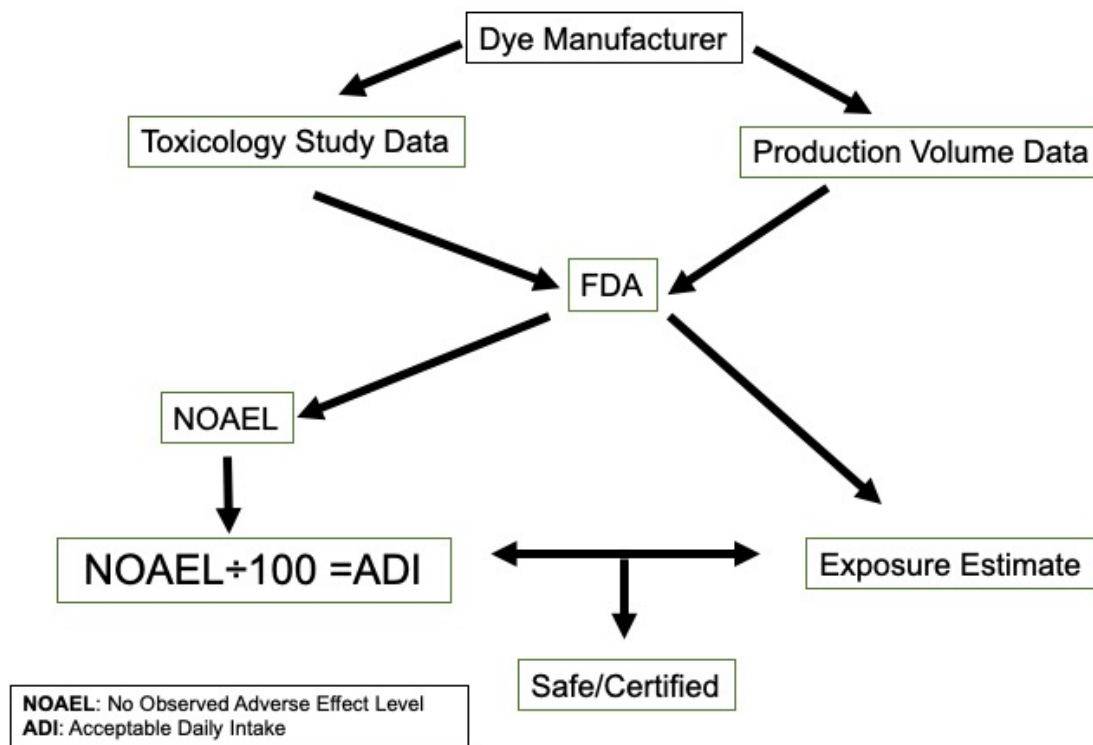 Dye Manufacturer
Toxicology Study Data
Production Volume Data
FDA
NOAEL
NOAEL÷100 =ADI
Exposure Estimate
Safe/Certified
NOAEL: No Observed Adverse Effect Level
ADI: Acceptable Daily Intake